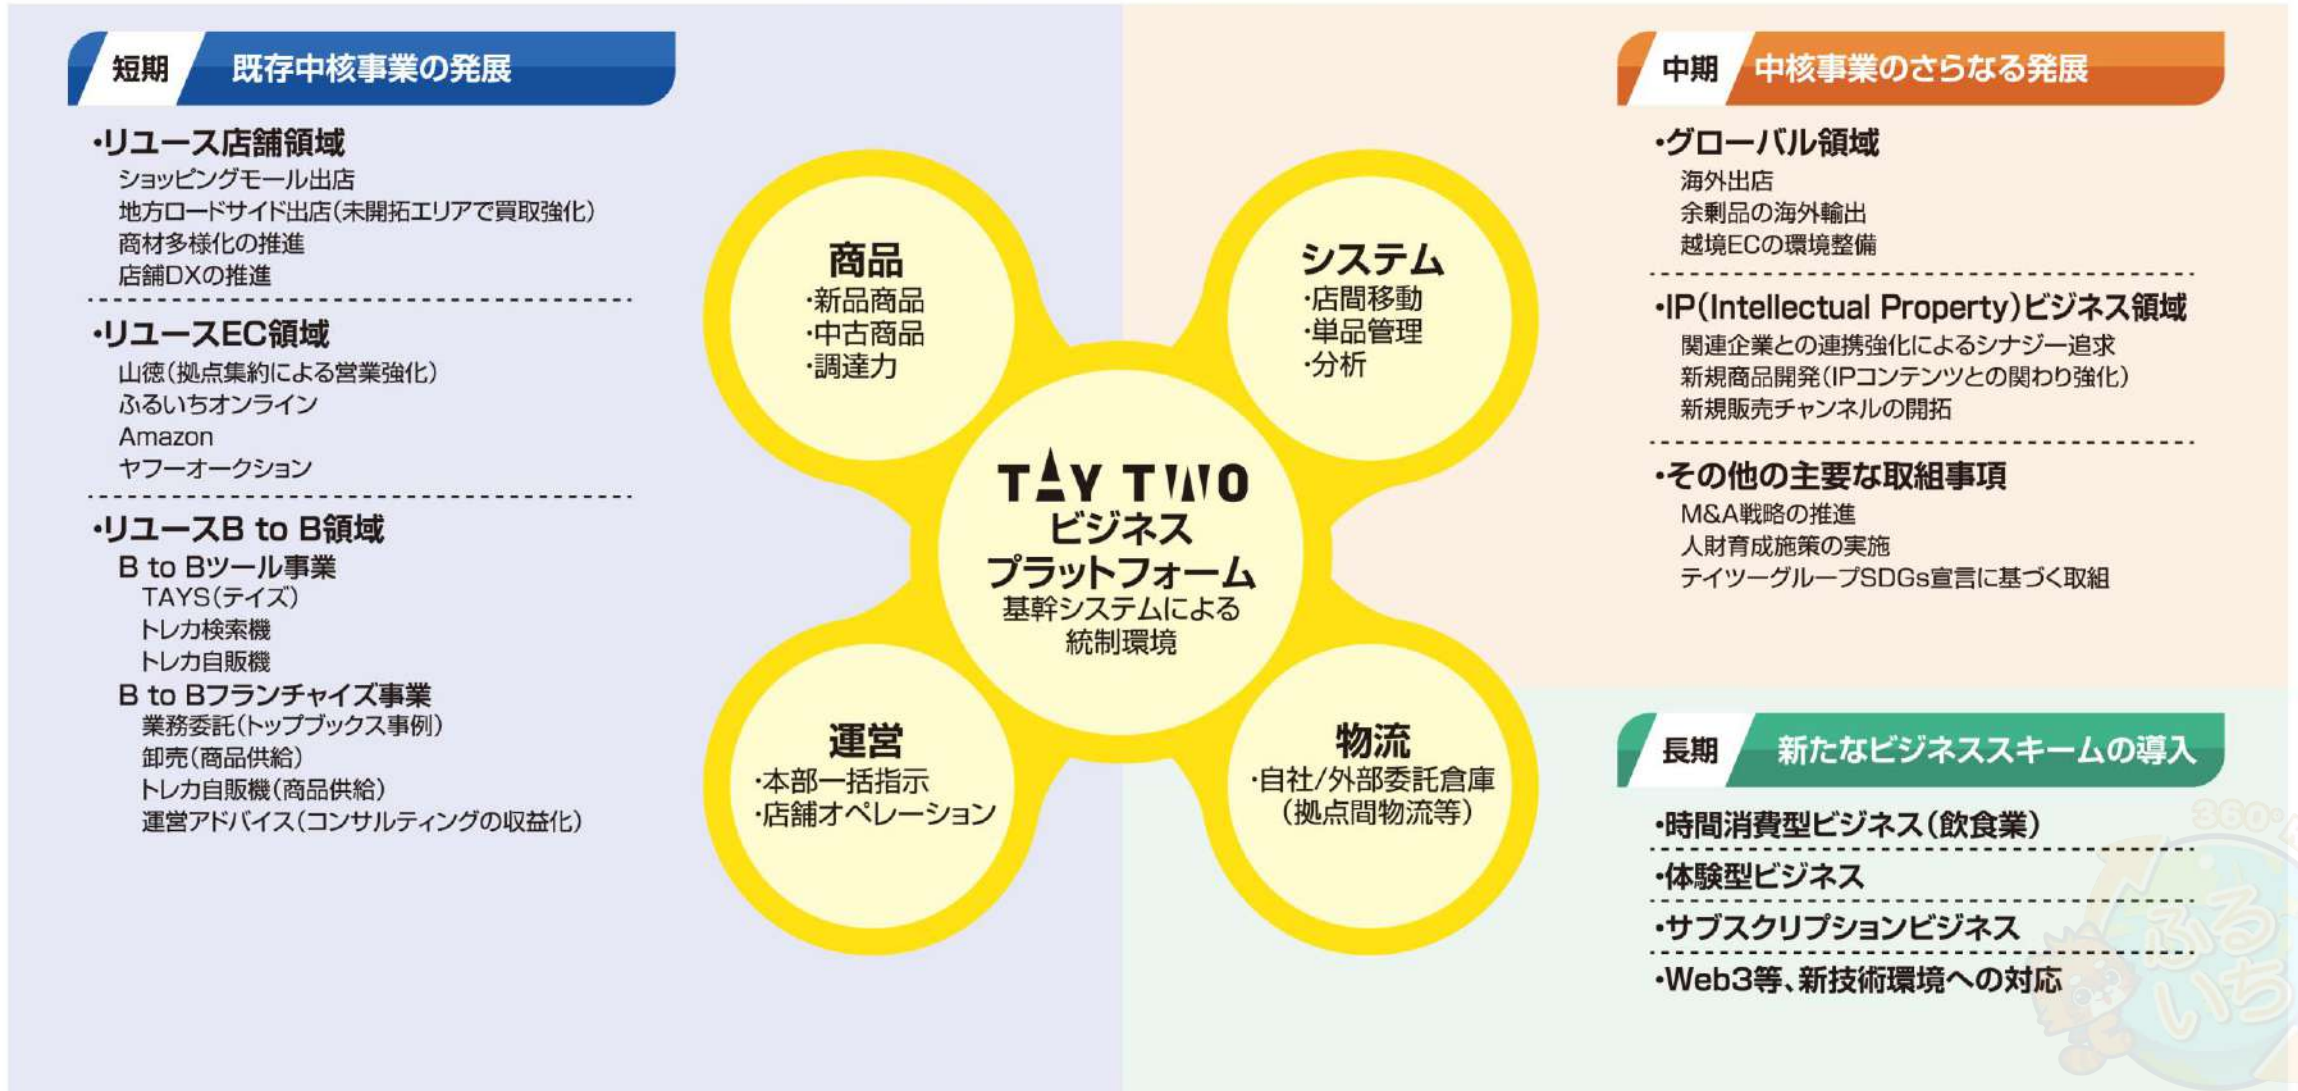 短期
既存中核事業の発展
・リユース店舗領域
ショッピングモール出店
地方ロードサイド出店(未開拓エリアで買取強化)
商材多様化の推進
店舗DXの推進
・リユースEC領域
山徳(拠点集約による営業強化)
ふるいちオンライン
Amazon
ヤフーオークション
・リユースB to B領域
B to Bツール事業
TAYS(テイズ)
トレカ検索機
トレカ自販機
B to Bフランチャイズ事業
業務委託(トップブックス事例)
卸売(商品供給)
トレカ自販機(商品供給)
運営アドバイス(コンサルティングの収益化)
商品
・新品商品
・中古商品
・調達力
システム
・店間移動
・単品管理
・分析
TAY TWO
ビジネス
プラットフォーム
基幹システムによる
統制環境
運営
・本部一括指示
・店舗オペレーション
物流
・自社/外部委託倉庫
(拠点間物流等)
中期
中核事業のさらなる発展
・グローバル領域
海外出店
余剰品の海外輸出
越境ECの環境整備
・IP(Intellectual Property)ビジネス領域
関連企業との連携強化によるシナジー追求
新規商品開発(IPコンテンツとの関わり強化)
新規販売チャンネルの開拓
・その他の主要な取組事項
M&A戦略の推進
人財育成施策の実施
テイツーグループSDGs宣言に基づく取組
長期
新たなビジネススキームの導入
・時間消費型ビジネス(飲食業)
・体験型ビジネス
・サブスクリプションビジネス
・Web3等、新技術環境への対応
360°
ふる
いち